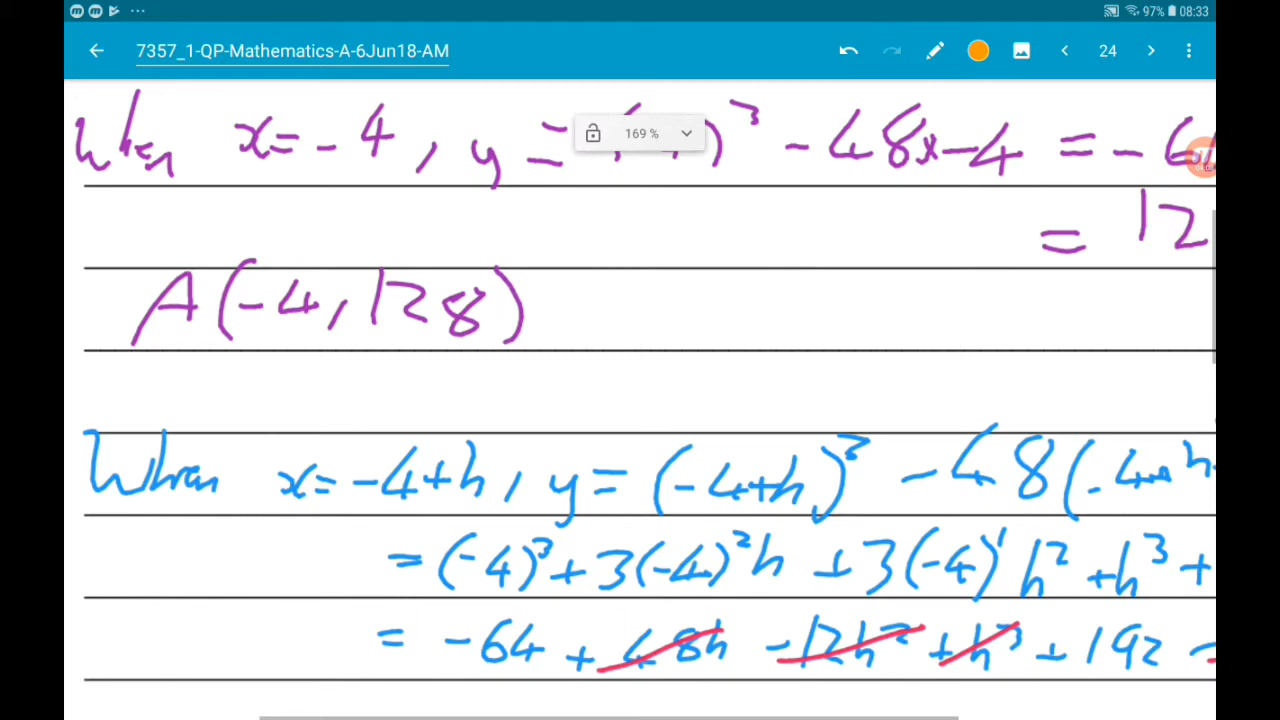 97% 08:33
7357_1-QP-Mathematics-A-6Jun18-AM
24
169 %
When x = -4, y = ( )³ - 48x-4 = - 6
= 12
A(-4, 128)
When x = -4+h, y = (-4+h)³ - 48(-4+h
= (-4)³ + 3(-4)²h + 3(-4)¹h² + h³ +
= -64 + 48h - 12h² + h³ + 192 -